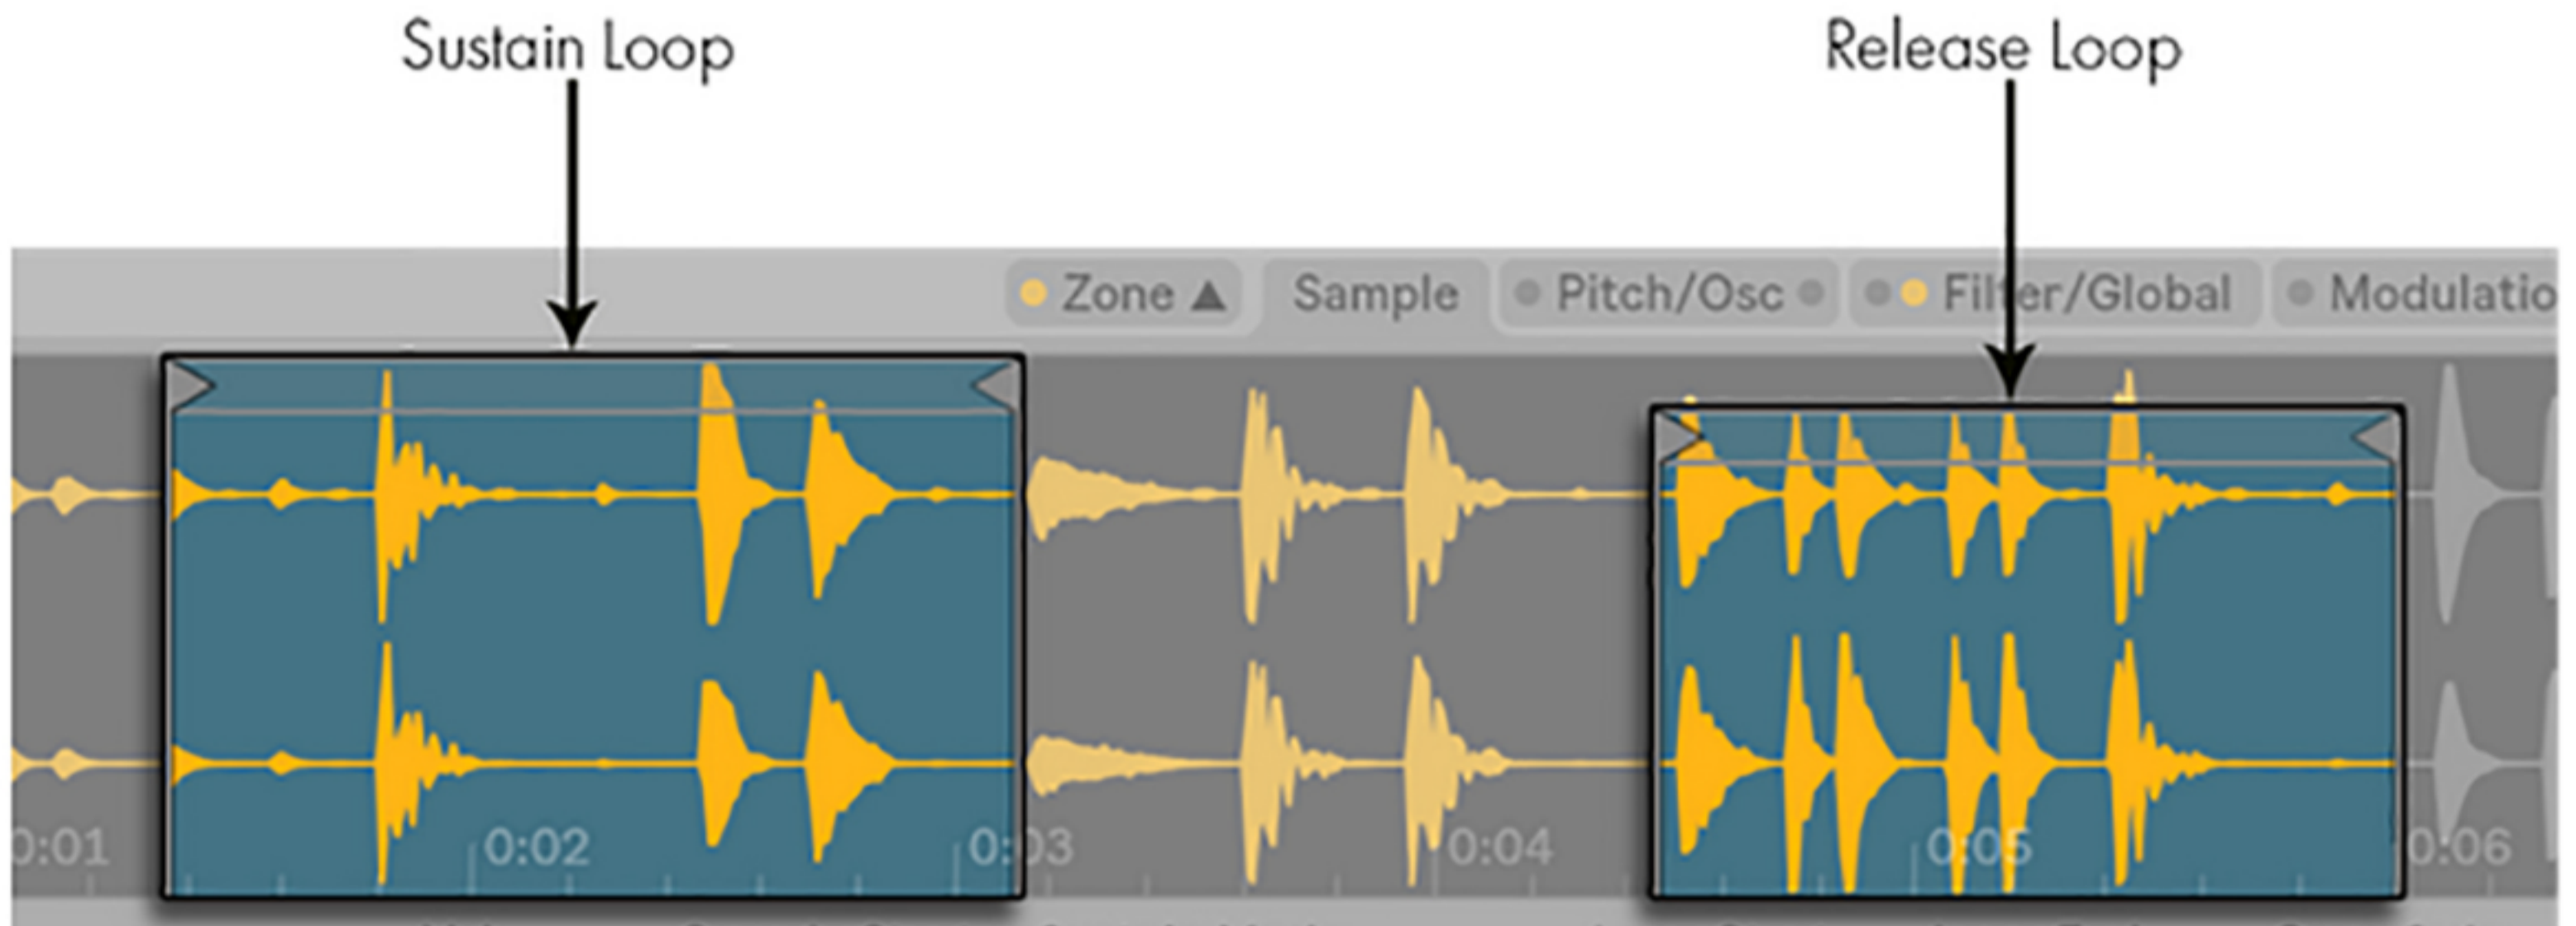 Sustain Loop
Release Loop
Zone Sample Pitch/Osc Filter/Global Modulatio
0:01 0:02 0:03 0:04 0:05 0:06